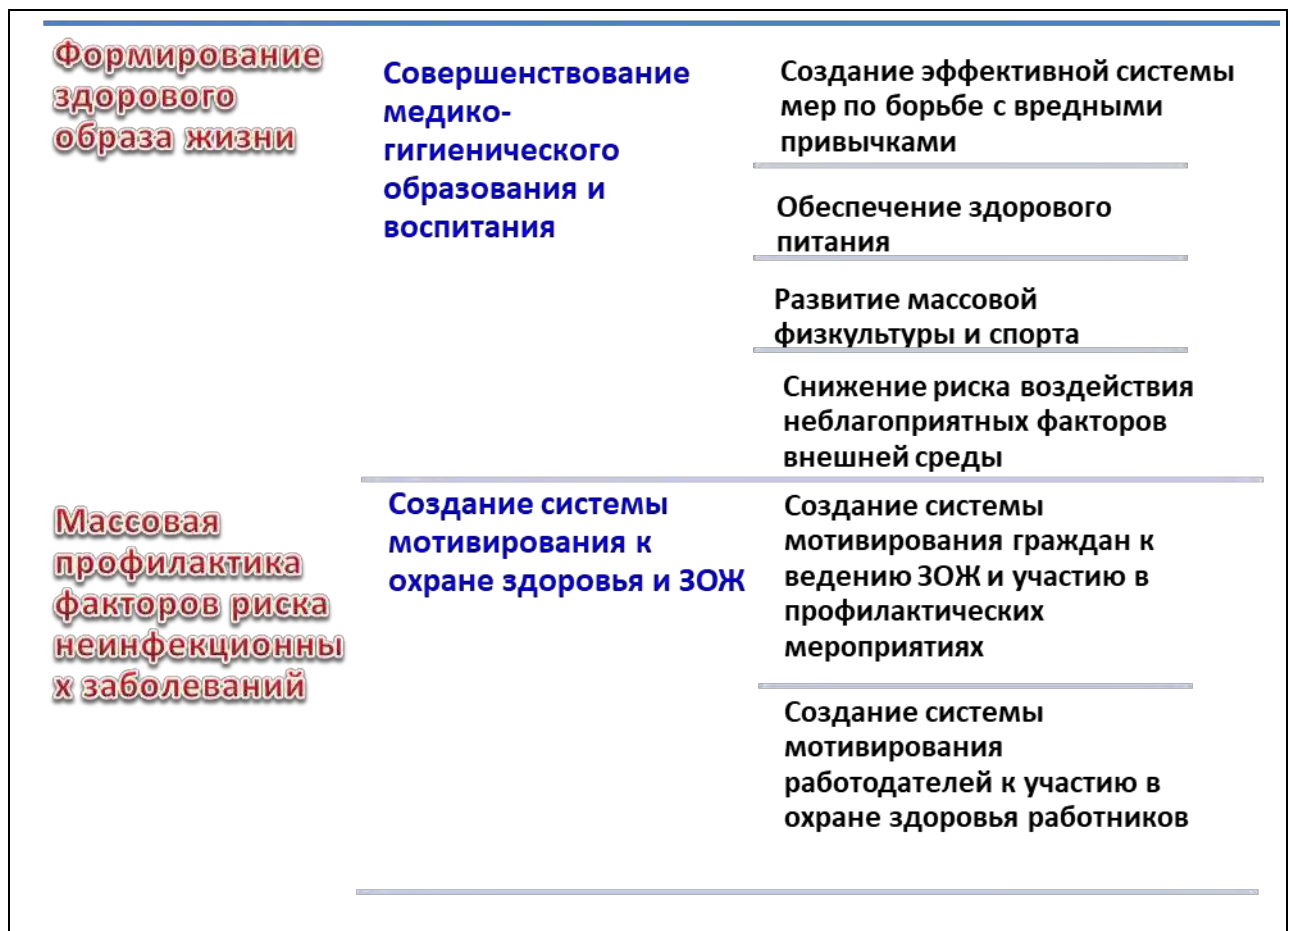 Формирование
здорового
образа жизни
Совершенствование
медико-
гигиенического
образования и
воспитания
Создание эффективной системы
мер по борьбе с вредными
привычками
Обеспечение здорового
питания
Развитие массовой
физкультуры и спорта
Снижение риска воздействия
неблагоприятных факторов
внешней среды
Массовая
профилактика
факторов риска
неинфекционны
х заболеваний
Создание системы
мотивирования к
охране здоровья и ЗОЖ
Создание системы
мотивирования граждан к
ведению ЗОЖ и участию в
профилактических
мероприятиях
Создание системы
мотивирования
работодателей к участию в
охране здоровья работников